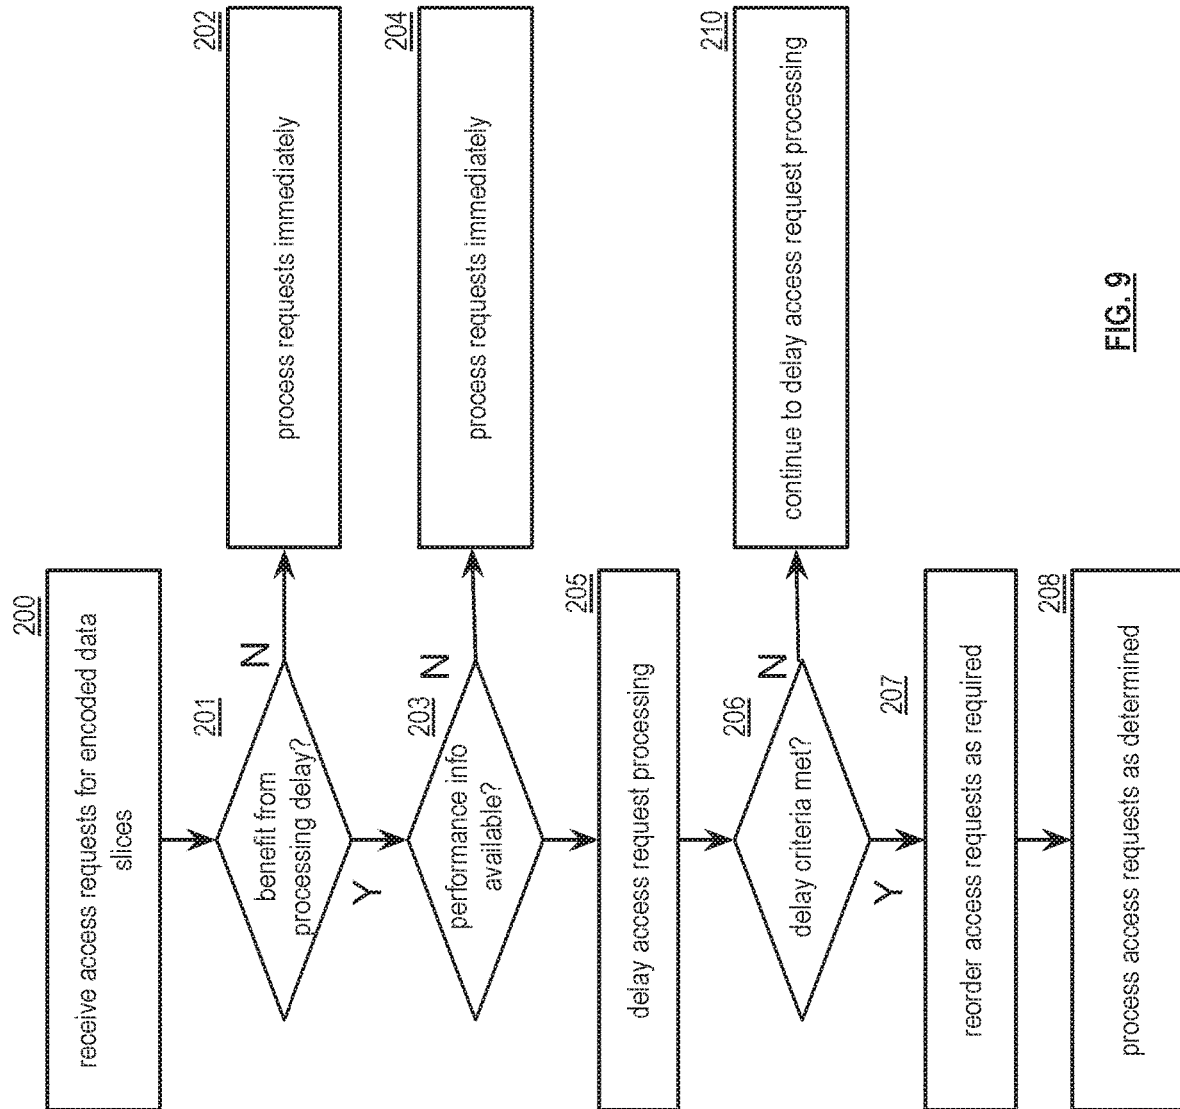 200
receive access requests for encoded data
slices
201
benefit from
processing delay?
N
202
process requests immediately
Y
203
performance info
available?
N
204
process requests immediately
205
delay access request processing
206
delay criteria met?
N
210
continue to delay access request processing
Y
207
reorder access requests as required
208
process access requests as determined
FIG. 9